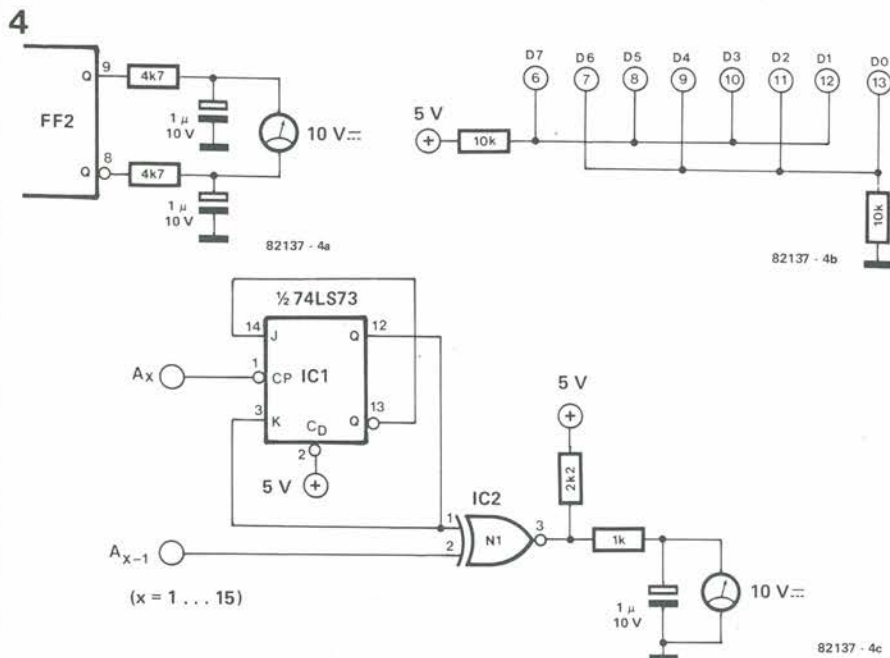 4
9
Q
4k7
1 µ
10 V
FF2
10 V
8
Q
4k7
1 µ
10 V
82137 - 4a
D7 D6 D5 D4 D3 D2 D1 D0
6 7 8 9 10 11 12 13
5 V
+
10k
10k
82137 - 4b
½ 74LS73
14 J Q 12
Ax
1 CP IC1
3 K Q 13
CD
2
5 V +
5 V
+
2k2
IC2
1
N1 3
2
1k
Ax-1
(x = 1 . . . 15)
1 µ
10 V
10 V
82137 - 4c